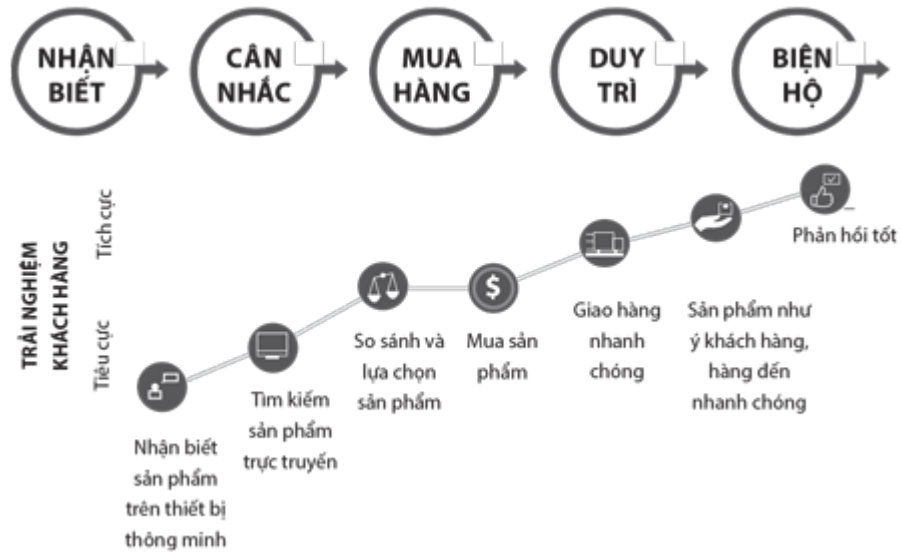 NHẬN
BIẾT
CÂN
NHẮC
MUA
HÀNG
DUY
TRÌ
BIỆN
HỘ
TRẢI NGHIỆM
KHÁCH HÀNG
Tích cực
Tiêu cực
Nhận biết
sản phẩm
trên thiết bị
thông minh
Tìm kiếm
sản phẩm
trực truyến
So sánh và
lựa chọn
sản phẩm
$
Mua sản
phẩm
Giao hàng
nhanh
chóng
Sản phẩm như
ý khách hàng,
hàng đến
nhanh chóng
Phản hồi tốt